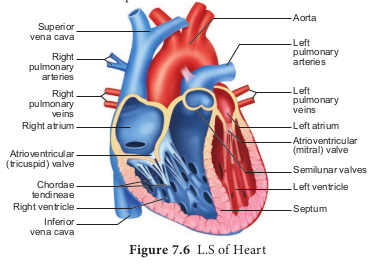 Superior
vena cava
Right
pulmonary
arteries
Right
pulmonary
veins
Right atrium
Atrioventricular
(tricuspid) valve
Chordae
tendineae
Right ventricle
Inferior
vena cava
Aorta
Left
pulmonary
arteries
Left
pulmonary
veins
Left atrium
Atrioventricular
(mitral) valve
Semilunar valves
Left ventricle
Septum
Figure 7.6 L.S of Heart